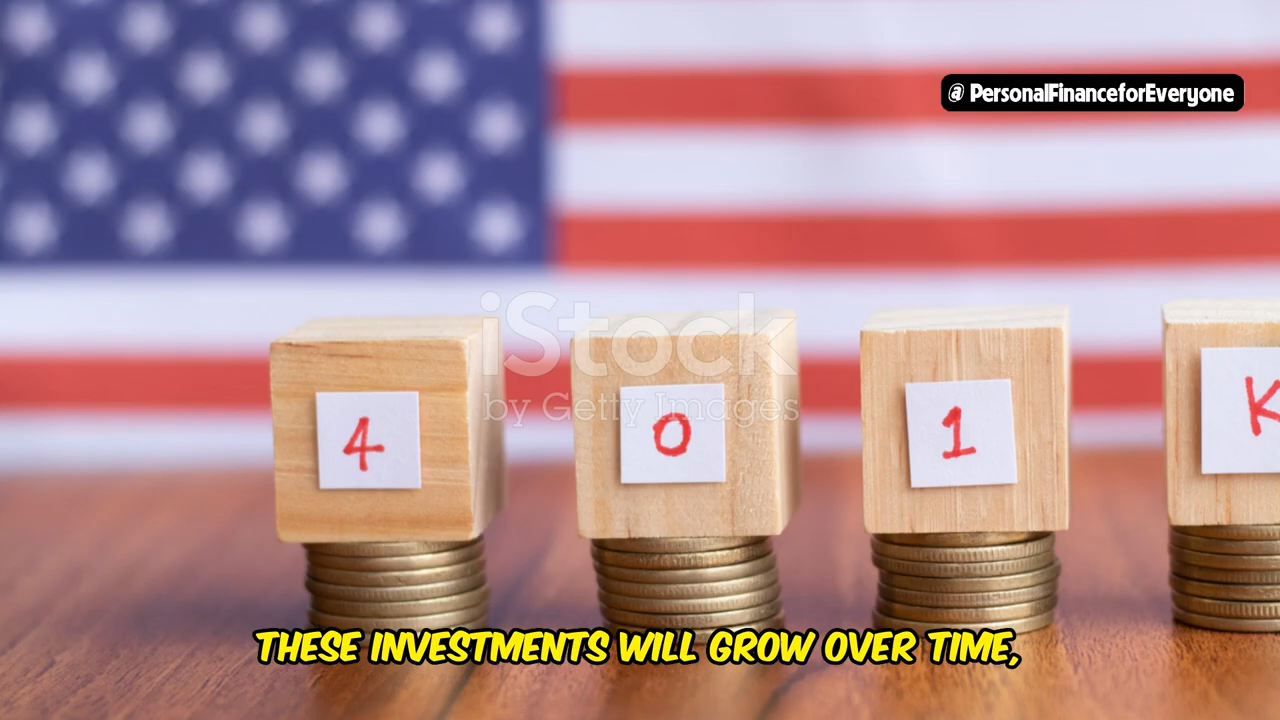 @ PersonalFinanceforEveryone
iStock
by Getty Images
4 0 1 K
THESE INVESTMENTS WILL GROW OVER TIME,